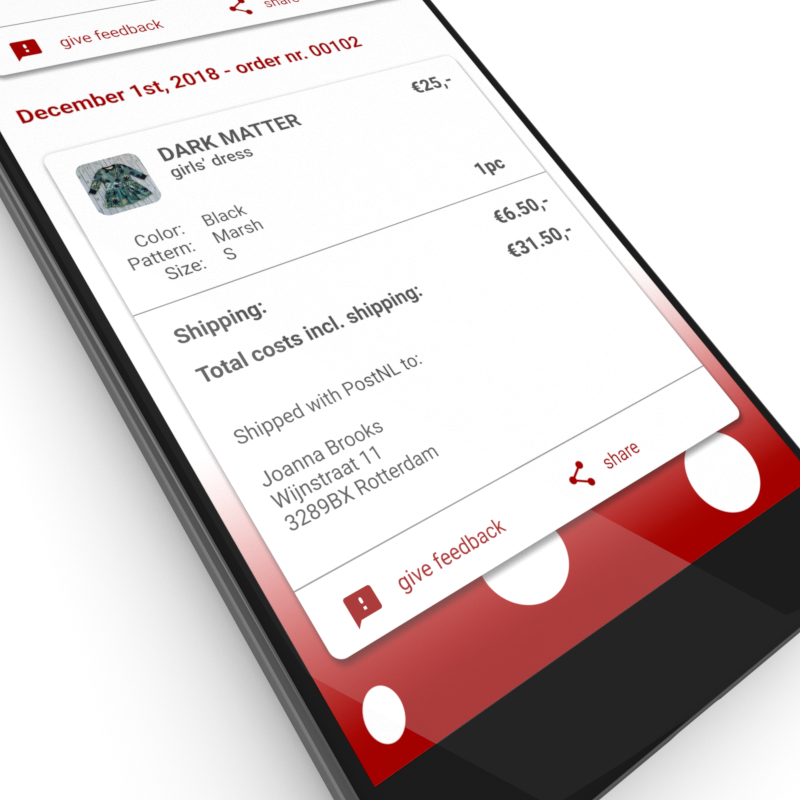 give feedback
share
December 1st, 2018 - order nr. 00102
DARK MATTER
€25,-
girls' dress
1pc
Color: Black
Pattern: Marsh
Size: S
Shipping: €6.50,-
Total costs incl. shipping: €31.50,-
Shipped with PostNL to:
Joanna Brooks
Wijnstraat 11
3289BX Rotterdam
give feedback
share